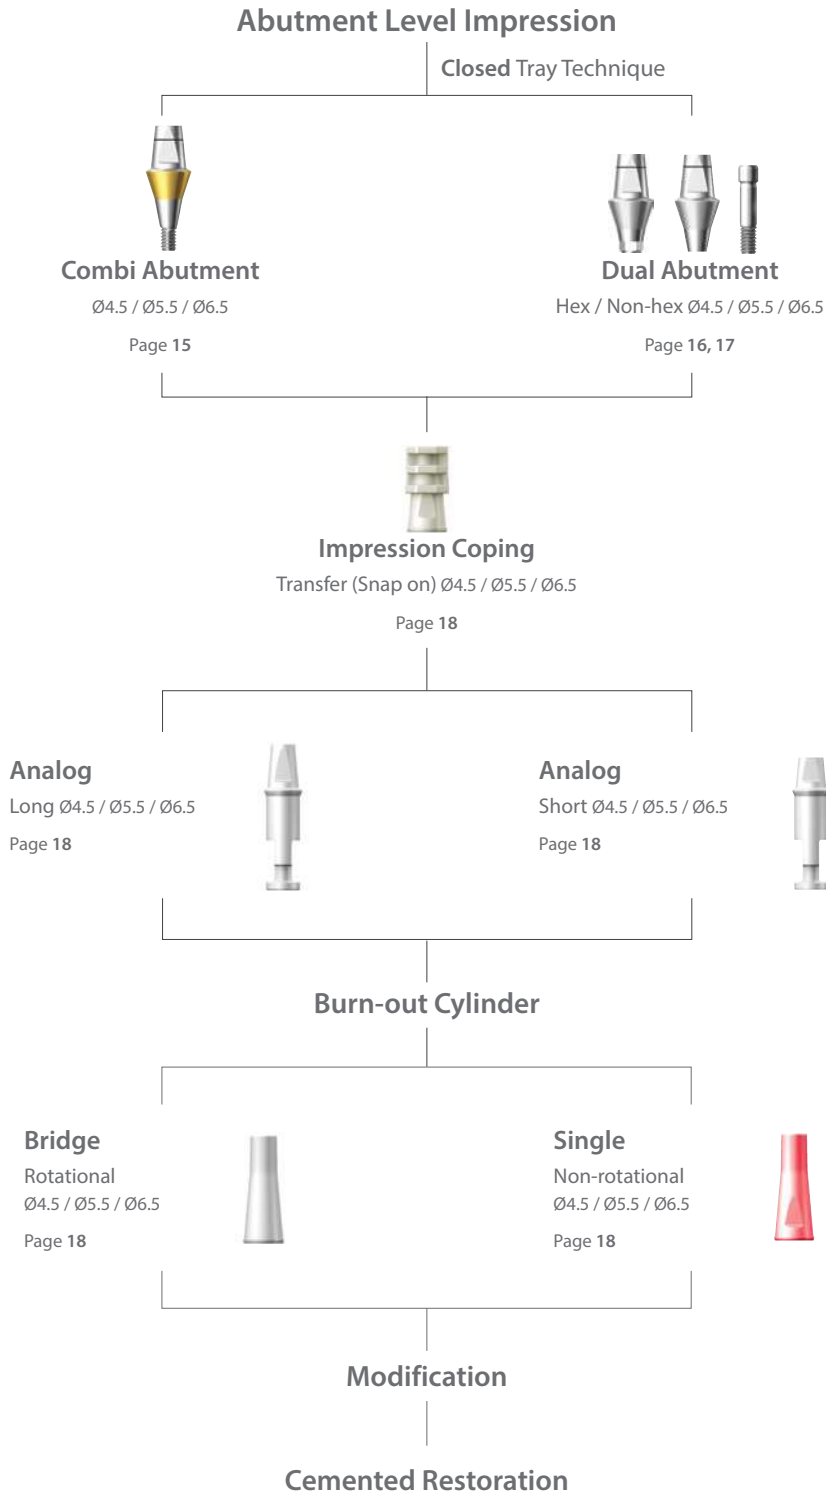 Abutment Level Impression
Closed Tray Technique
Combi Abutment
Ø4.5 / Ø5.5 / Ø6.5
Page 15
Dual Abutment
Hex / Non-hex Ø4.5 / Ø5.5 / Ø6.5
Page 16, 17
Impression Coping
Transfer (Snap on) Ø4.5 / Ø5.5 / Ø6.5
Page 18
Analog
Long Ø4.5 / Ø5.5 / Ø6.5
Page 18
Analog
Short Ø4.5 / Ø5.5 / Ø6.5
Page 18
Burn-out Cylinder
Bridge
Rotational
Ø4.5 / Ø5.5 / Ø6.5
Page 18
Single
Non-rotational
Ø4.5 / Ø5.5 / Ø6.5
Page 18
Modification
Cemented Restoration